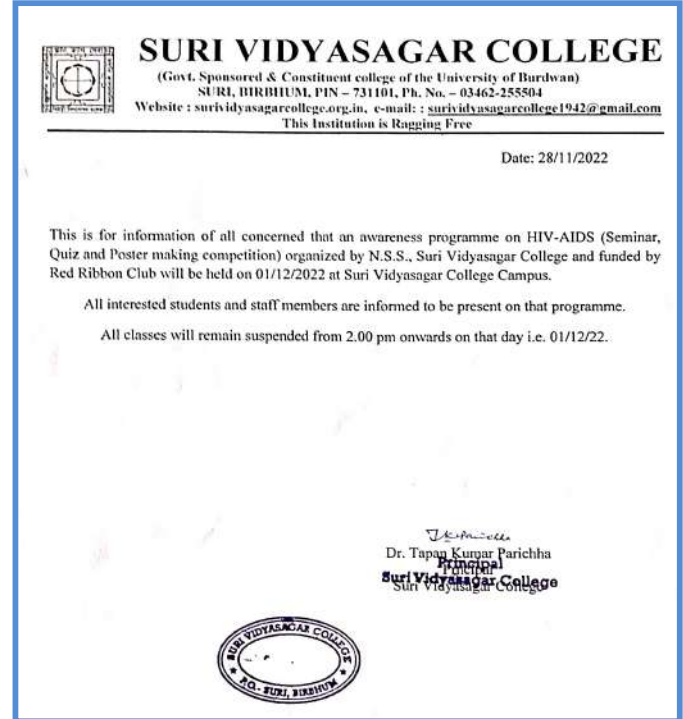 SURI VIDYASAGAR COLLEGE
(Govt. Sponsored & Constituent college of the University of Burdwan)
SURI, BIRBHUM, PIN – 731101, Ph. No. – 03462-255504
Website : surividyasagarcollege.org.in, e-mail: : surividyasagarcollege1942@gmail.com
This Institution is Ragging Free
Date: 28/11/2022
This is for information of all concerned that an awareness programme on HIV-AIDS (Seminar,
Quiz and Poster making competition) organized by N.S.S., Suri Vidyasagar College and funded by
Red Ribbon Club will be held on 01/12/2022 at Suri Vidyasagar College Campus.
All interested students and staff members are informed to be present on that programme.
All classes will remain suspended from 2.00 pm onwards on that day i.e. 01/12/22.
Dr. Tapan Kumar Parichha
Principal
Principal
Suri Vidyasagar College
Suri Vidyasagar College
SURI VIDYASAGAR COLLEGE
P.O.- SURI, BIRBHUM